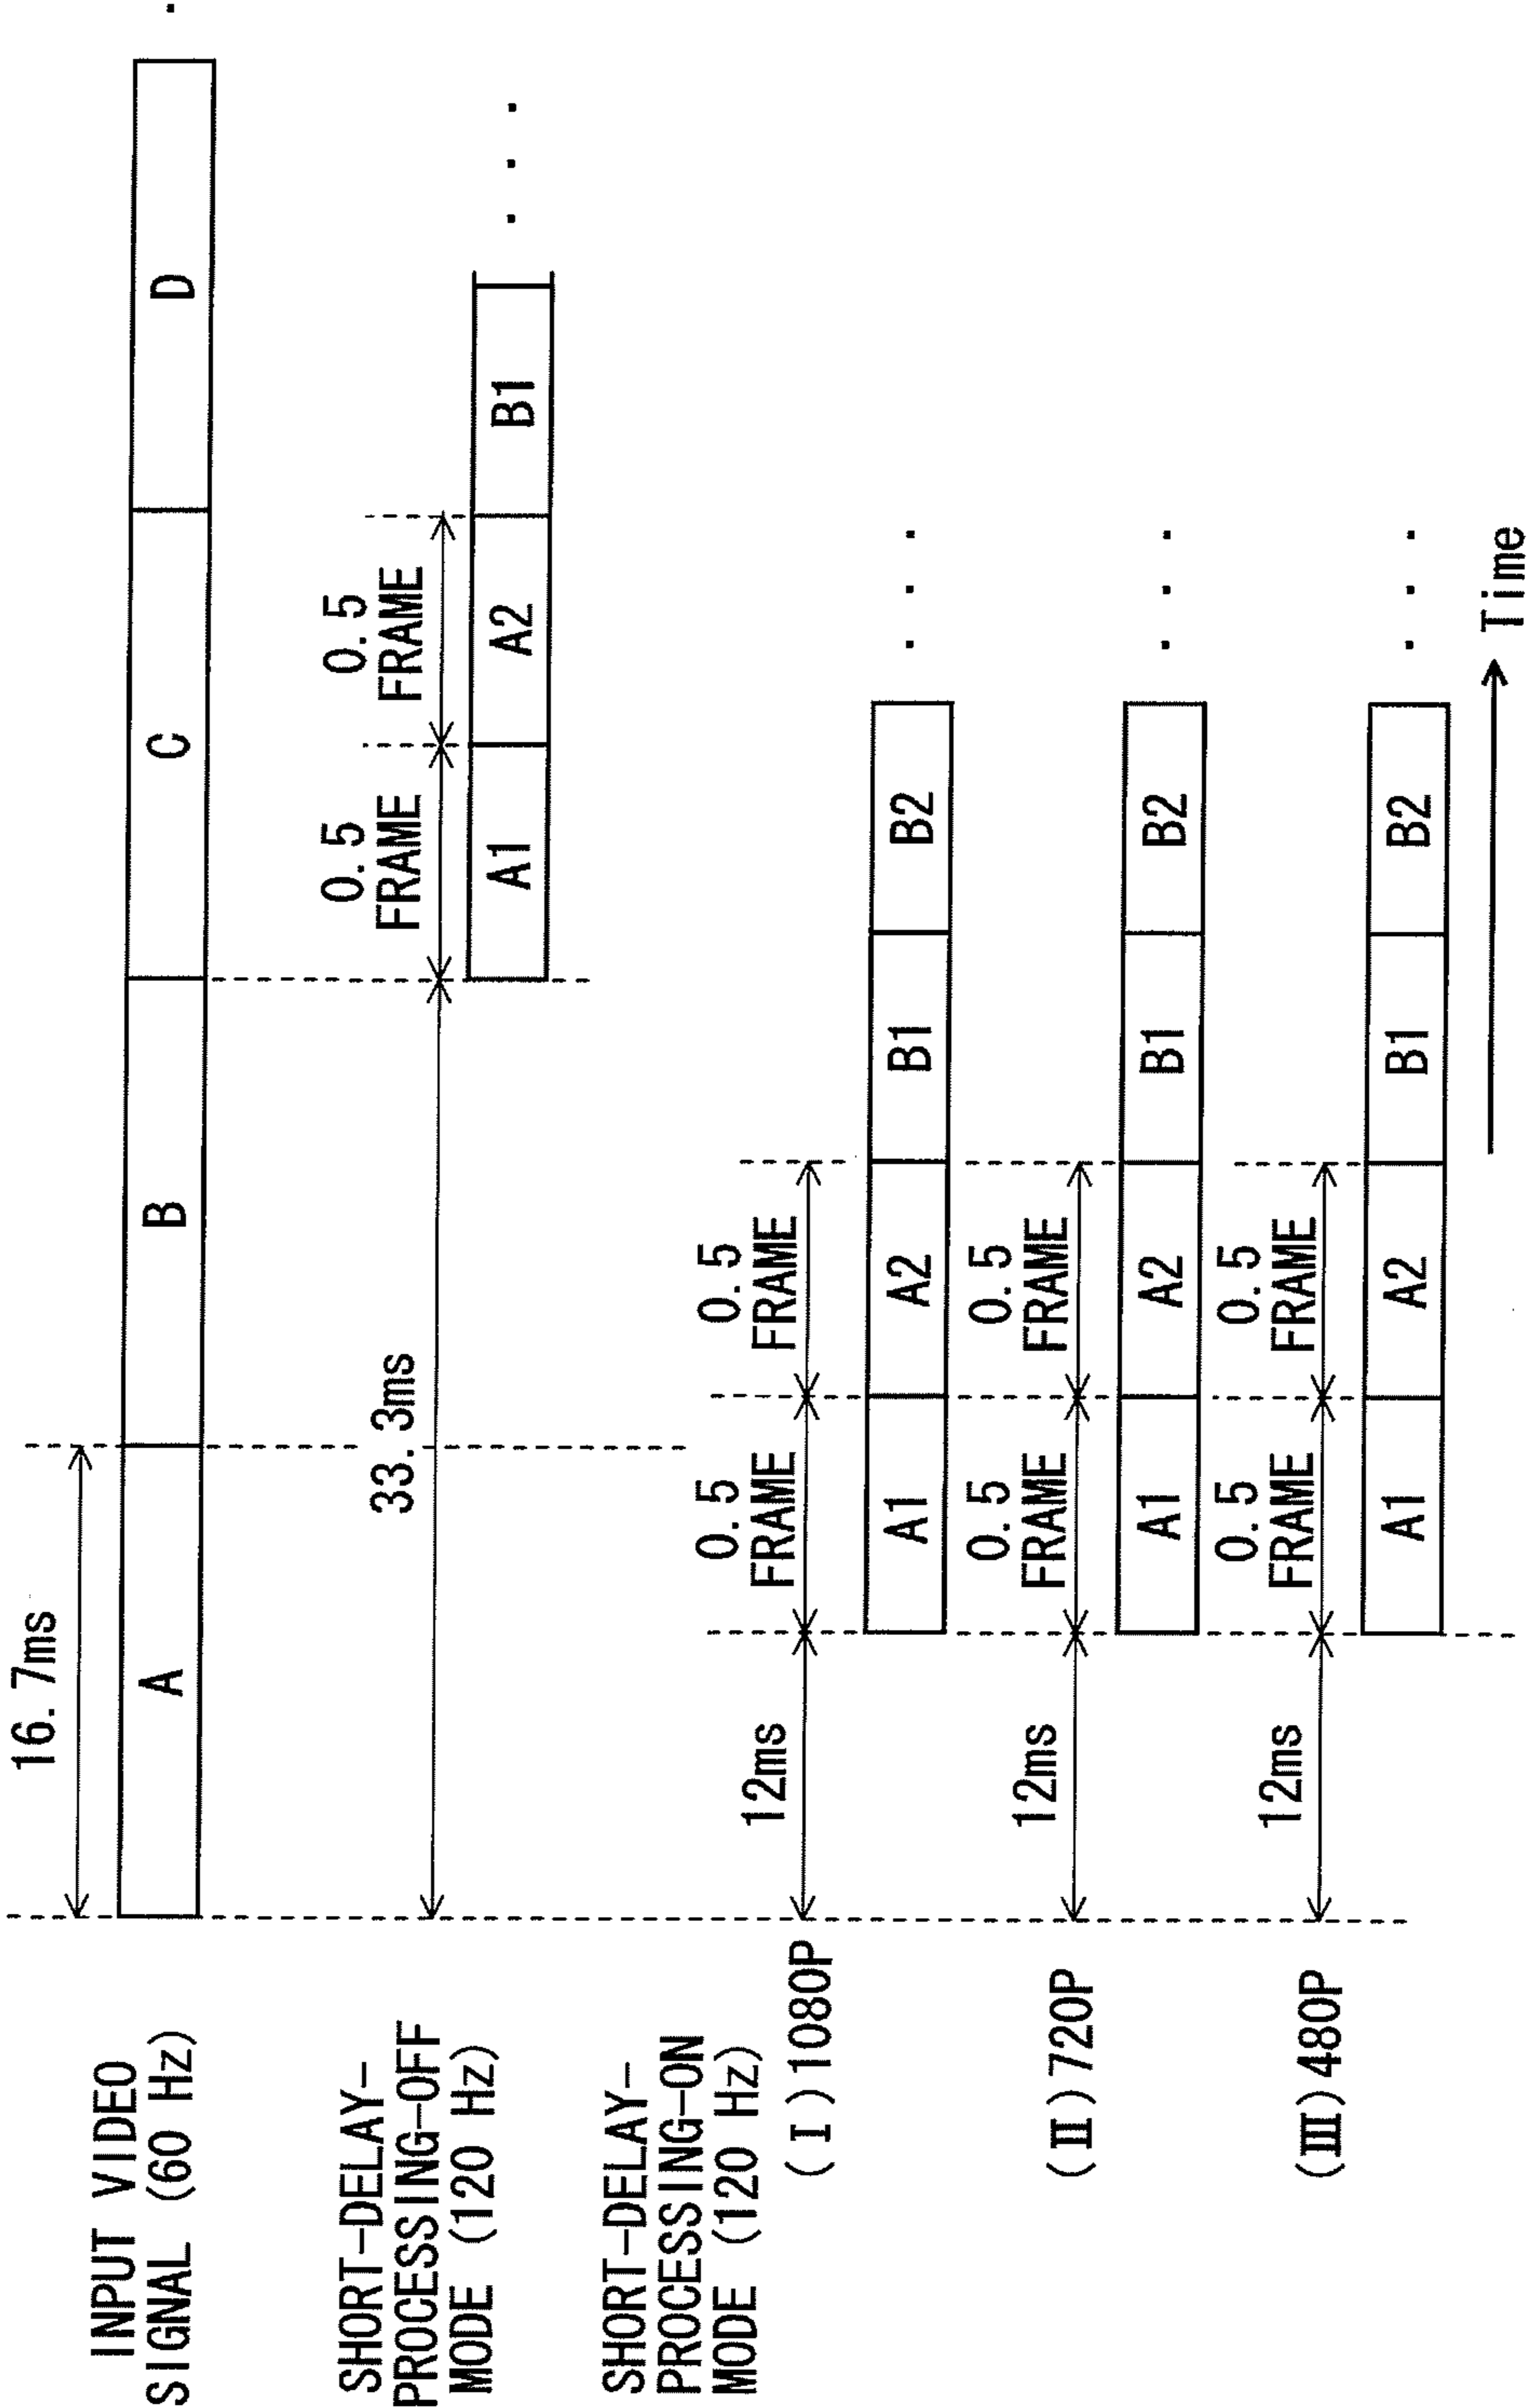 16.7ms
INPUT VIDEO
SIGNAL (60 Hz)
A
B
C
D
0.5
FRAME
0.5
FRAME
SHORT-DELAY-
PROCESSING-OFF
MODE (120 Hz)
33.3ms
A1
A2
B1
SHORT-DELAY-
PROCESSING-ON
MODE (120 Hz)
0.5
FRAME
0.5
FRAME
(I)1080P
12ms
A1
A2
B1
B2
0.5
FRAME
0.5
FRAME
(II)720P
12ms
A1
A2
B1
B2
0.5
FRAME
0.5
FRAME
(III)480P
12ms
A1
A2
B1
B2
Time